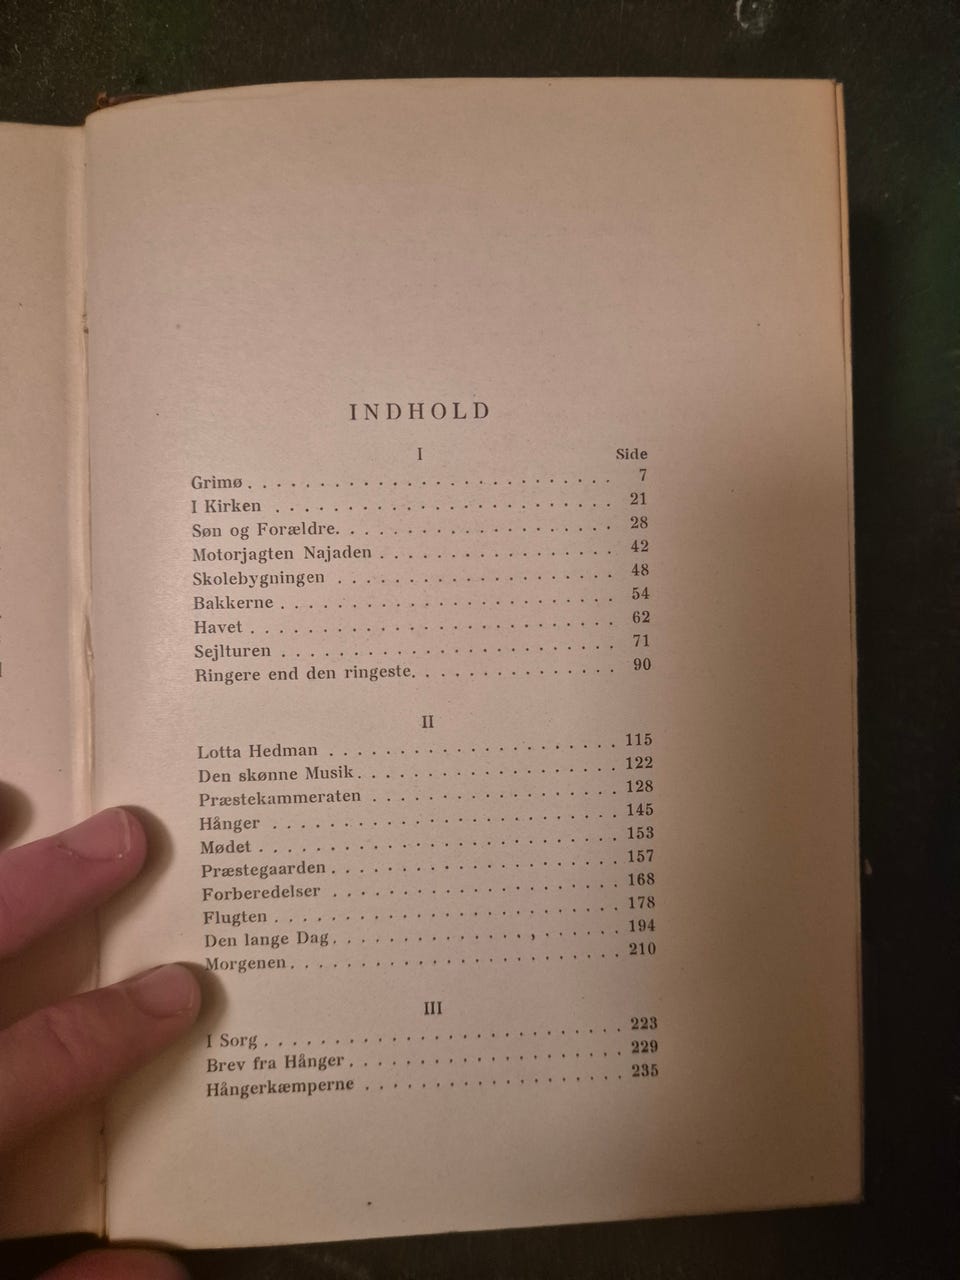 INDHOLD
I Side
Grimø . . . . . . . . . . . . . . . . . . . . . . . . . . 7
I Kirken . . . . . . . . . . . . . . . . . . . . . . . . 21
Søn og Forældre. . . . . . . . . . . . . . . . . . . . 28
Motorjagten Najaden . . . . . . . . . . . . . . . . . 42
Skolebygningen . . . . . . . . . . . . . . . . . . . . 48
Bakkerne . . . . . . . . . . . . . . . . . . . . . . . . 54
Havet . . . . . . . . . . . . . . . . . . . . . . . . . . 62
Sejlturen . . . . . . . . . . . . . . . . . . . . . . . . 71
Ringere end den ringeste. . . . . . . . . . . . . . . 90
II
Lotta Hedman . . . . . . . . . . . . . . . . . . . . . 115
Den skønne Musik . . . . . . . . . . . . . . . . . . . 122
Præstekammeraten . . . . . . . . . . . . . . . . . . 128
Hånger . . . . . . . . . . . . . . . . . . . . . . . . . 145
Mødet . . . . . . . . . . . . . . . . . . . . . . . . . . 153
Præstegaarden . . . . . . . . . . . . . . . . . . . . . 157
Forberedelser . . . . . . . . . . . . . . . . . . . . . 168
Flugten . . . . . . . . . . . . . . . . . . . . . . . . . 178
Den lange Dag . . . . . . . . . . . . . . . . . . . . . 194
Morgenen . . . . . . . . . . . . . . . . . . . . . . . . 210
III
I Sorg . . . . . . . . . . . . . . . . . . . . . . . . . . 223
Brev fra Hånger . . . . . . . . . . . . . . . . . . . . 229
Hångerkæmperne . . . . . . . . . . . . . . . . . . . 235